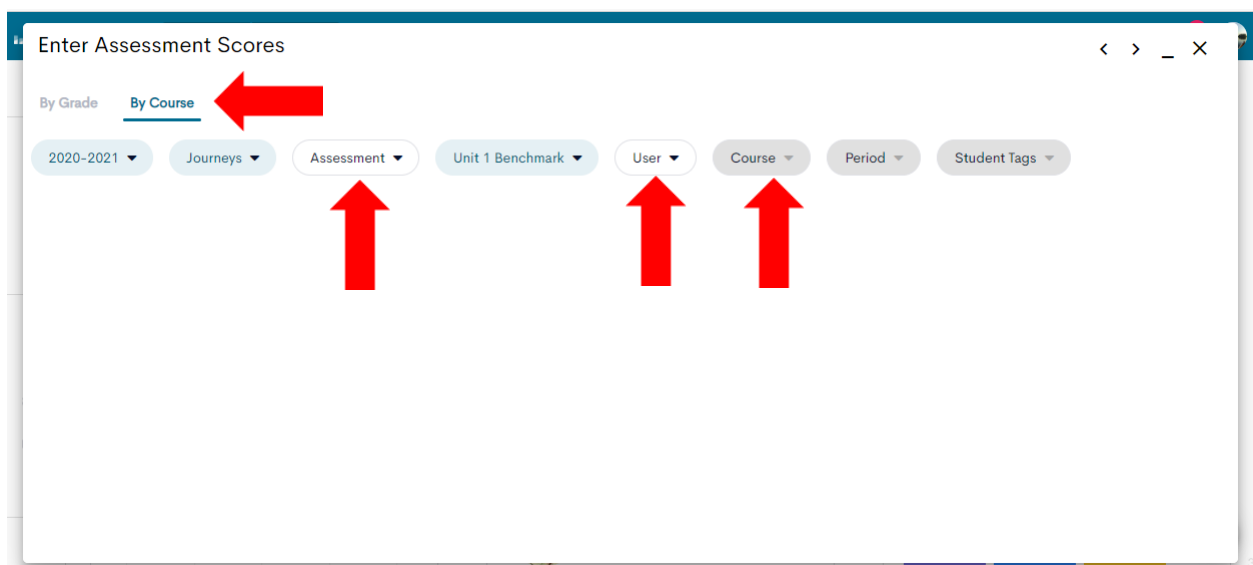 Enter Assessment Scores
By Grade By Course
2020-2021 Journeys Assessment Unit 1 Benchmark User Course Period Student Tags